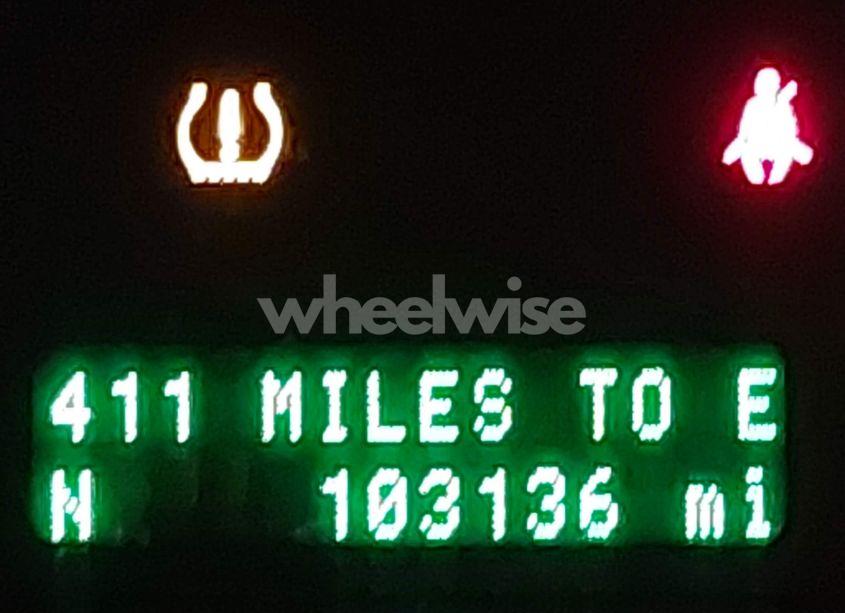 wheelwise
411 MILES TO E
N 103136 mi